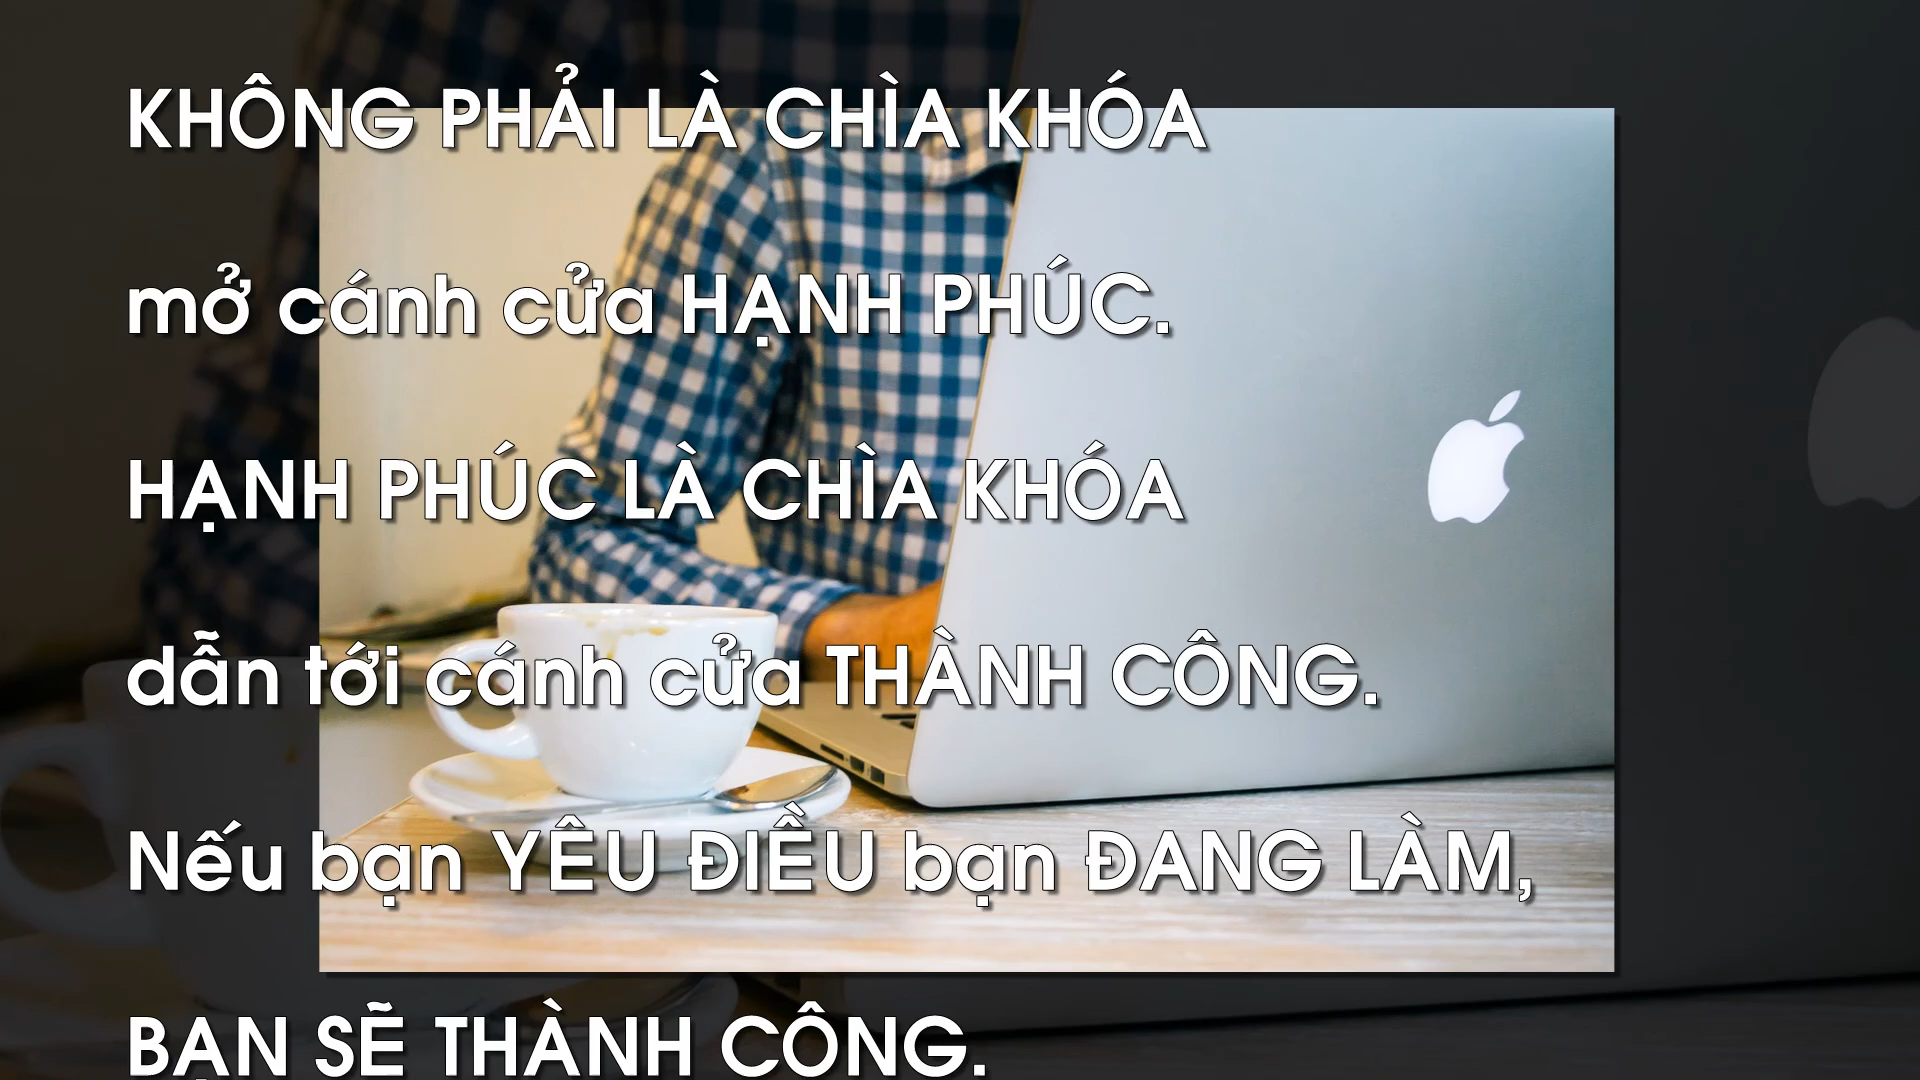 KHÔNG PHẢI LÀ CHÌA KHÓA
mở cánh cửa HẠNH PHÚC.
HẠNH PHÚC LÀ CHÌA KHÓA
dẫn tới cánh cửa THÀNH CÔNG.
Nếu bạn YÊU ĐIỀU bạn ĐANG LÀM,
BẠN SẼ THÀNH CÔNG.